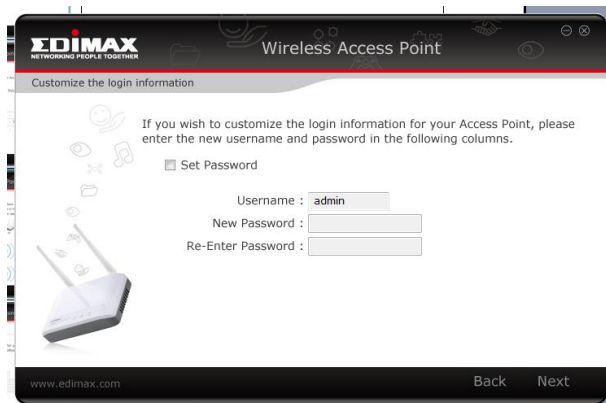 EDIMAX
NETWORKING PEOPLE TOGETHER
Wireless Access Point
Customize the login information
If you wish to customize the login information for your Access Point, please
enter the new username and password in the following columns.
Set Password
Username : admin
New Password :
Re-Enter Password :
www.edimax.com
Back Next